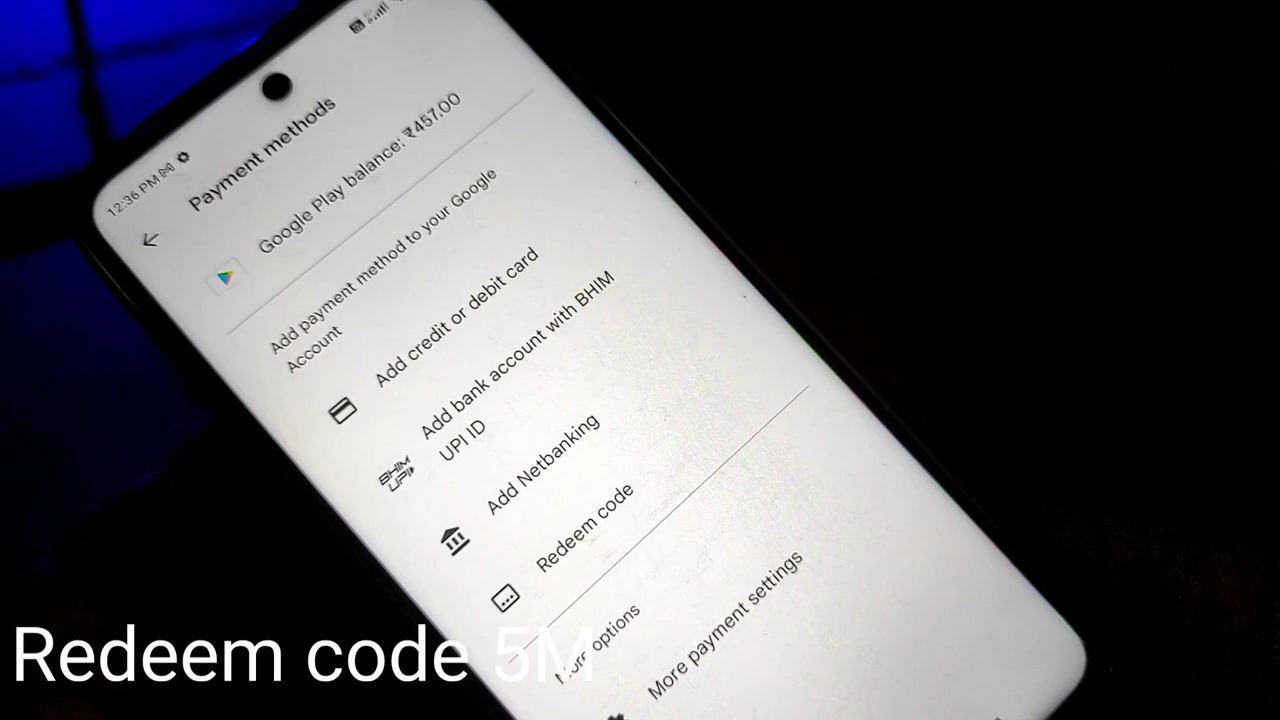 12:36 PM
Payment methods
Google Play balance: ₹457.00
Add payment method to your Google
Account
Add credit or debit card
Add bank account with BHIM
UPI ID
BHIM
UPI
Add Netbanking
Redeem code
More options
More payment settings
Redeem code 5M